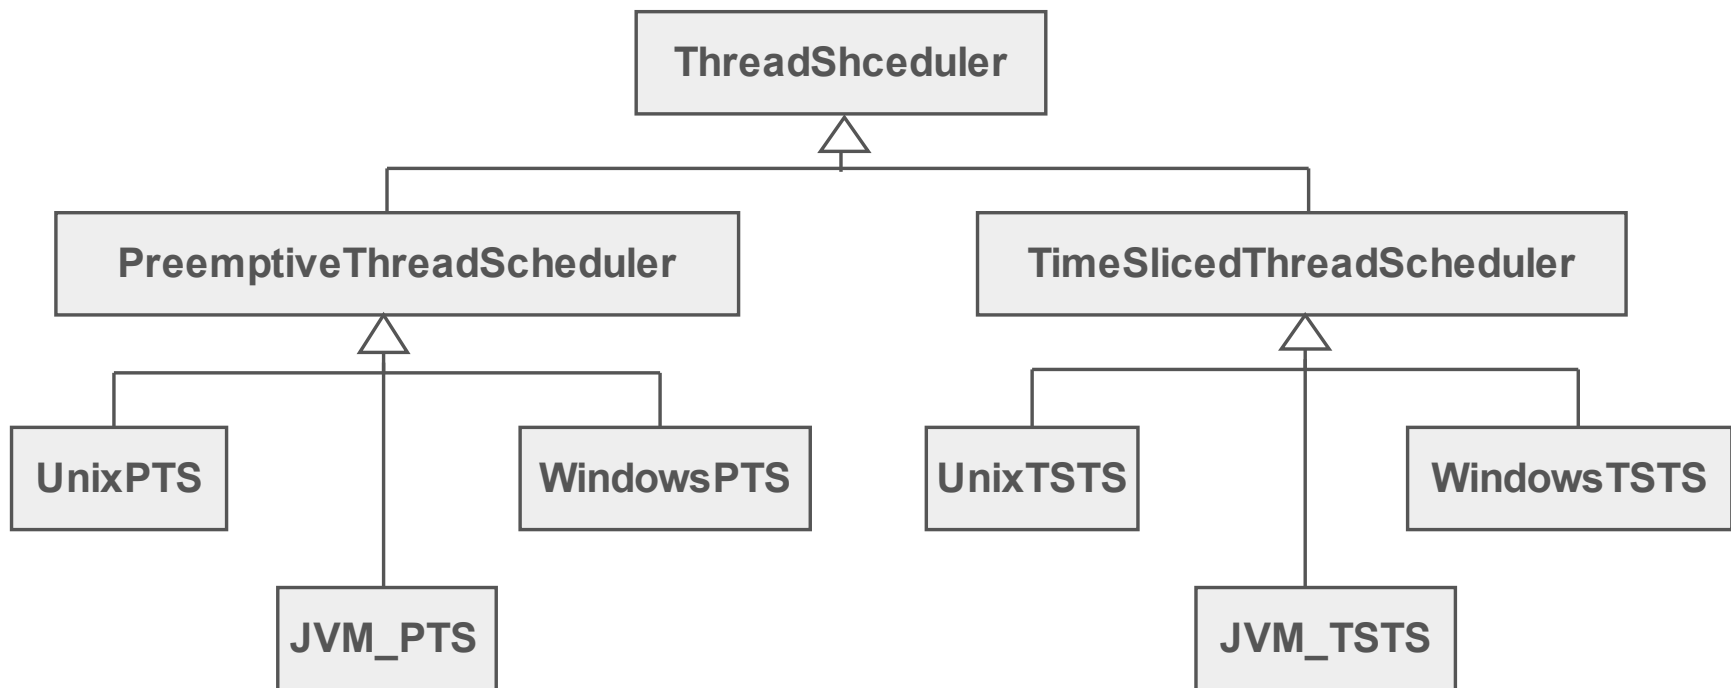 ThreadShceduler
PreemptiveThreadScheduler
TimeSlicedThreadScheduler
UnixPTS
WindowsPTS
UnixTSTS
WindowsTSTS
JVM_PTS
JVM_TSTS